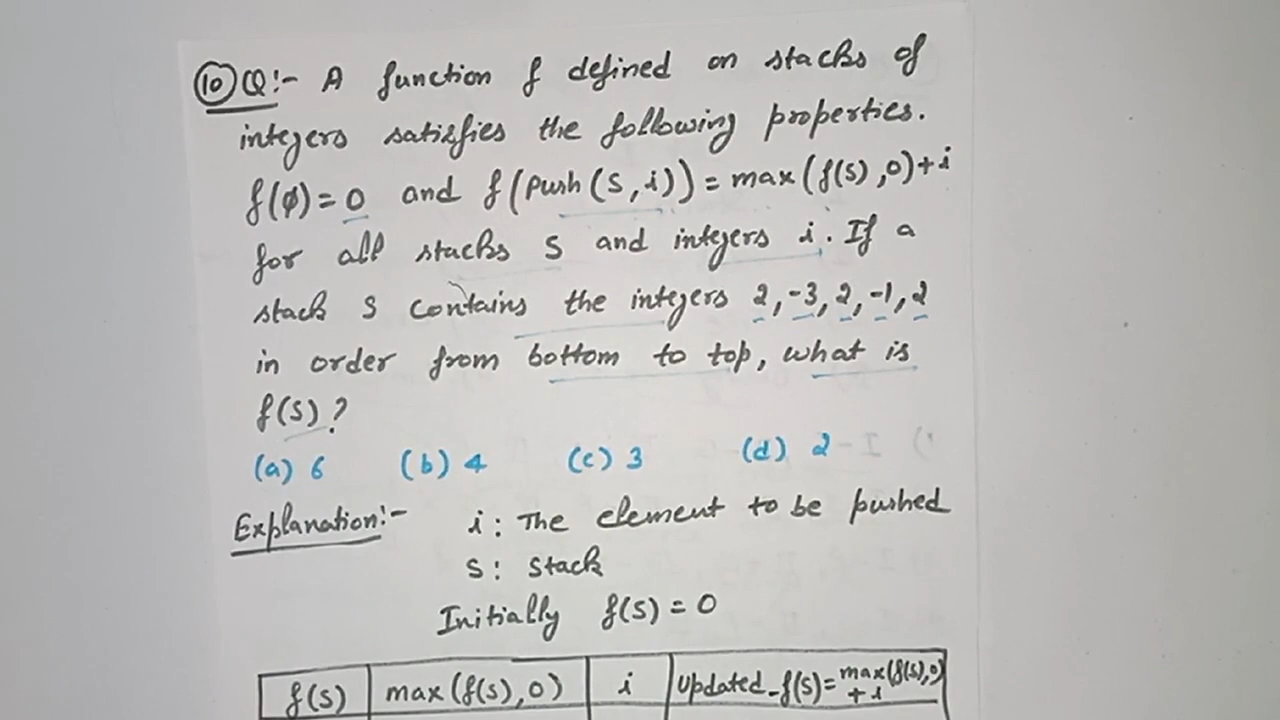 10 Q:- A function f defined on stacks of
integers satisfies the following properties.
f(φ) = 0 and f(push(S,i)) = max(f(S),0)+i
for all stacks S and integers i. If a
stack S contains the integers 2,-3,2,-1,2
in order from bottom to top, what is
f(S)?
(a) 6 (b) 4 (c) 3 (d) 2
Explanation:- i: The element to be pushed
S: Stack
Initially f(S) = 0
f(S) max(f(S),0) i Updated_f(S)=max(f(S),0)
+i